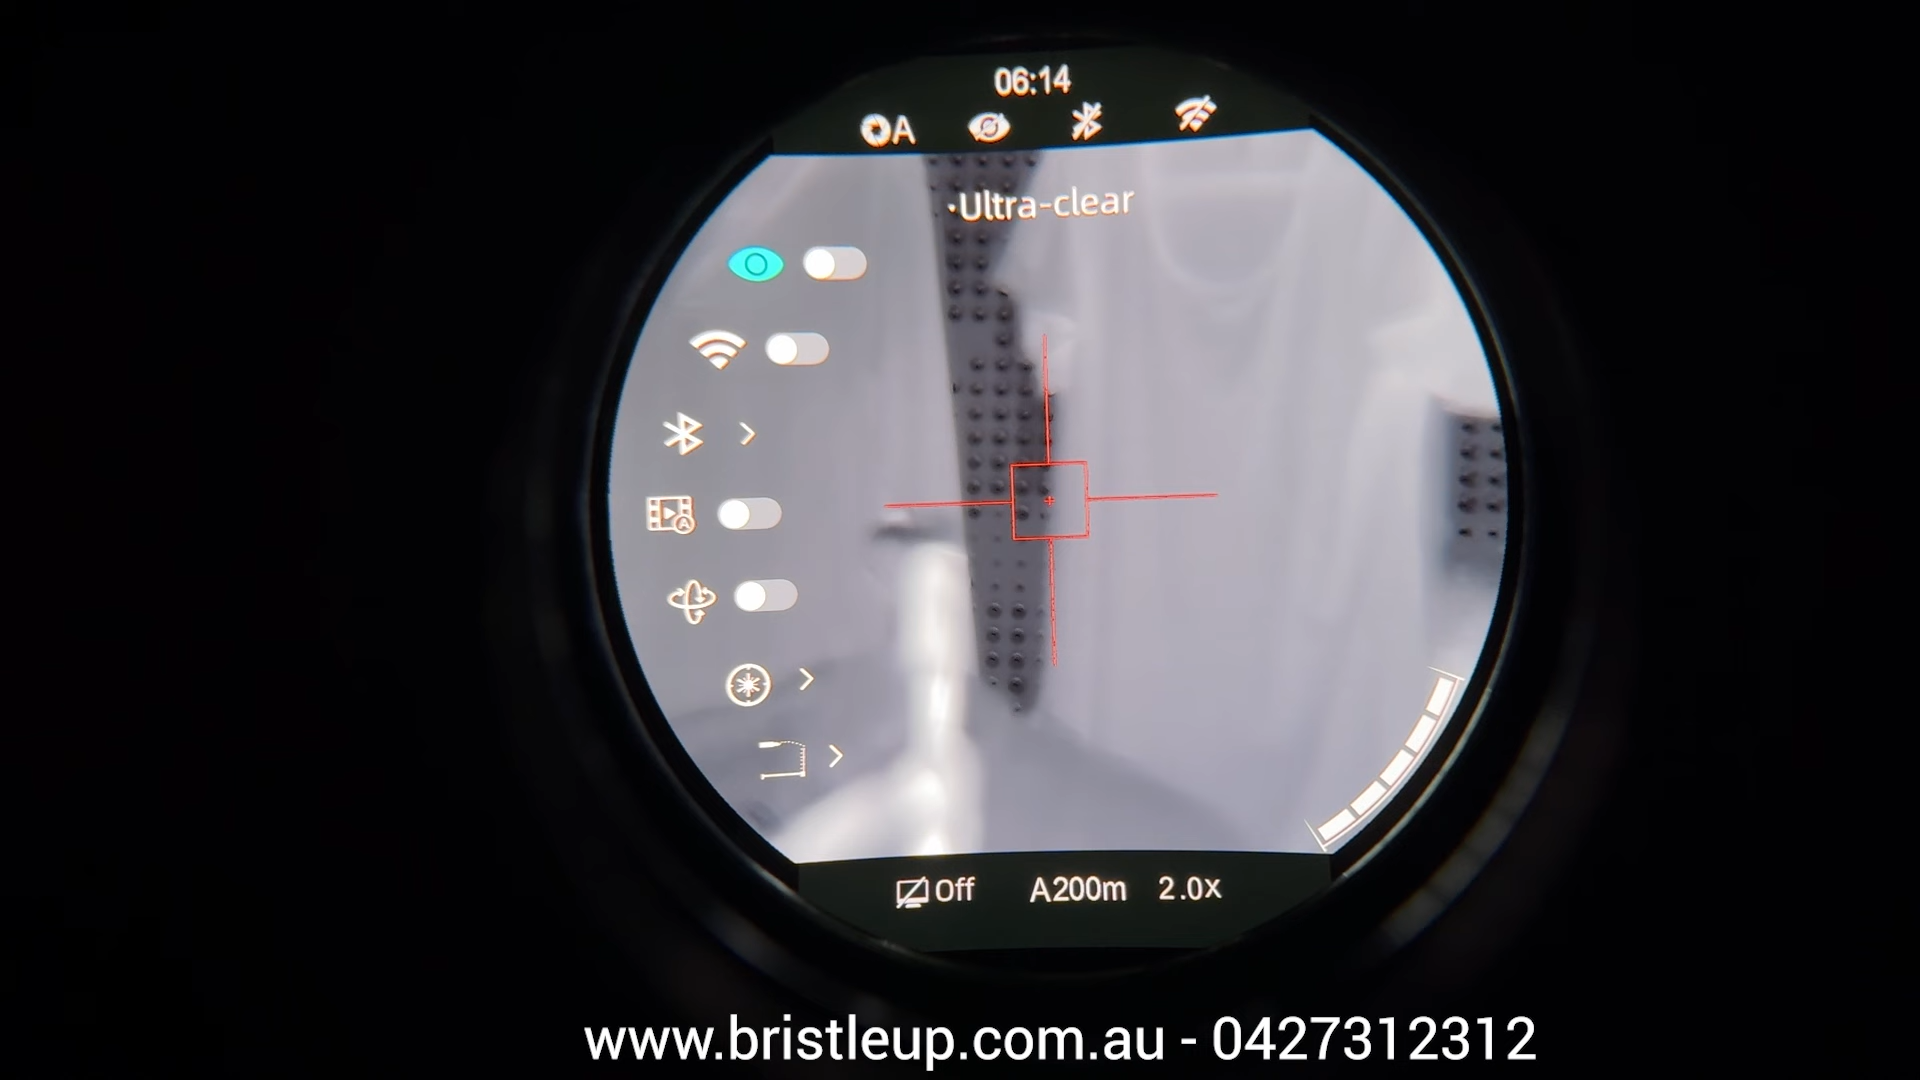 06:14
A
·Ultra-clear
Off A200m 2.0x
www.bristleup.com.au - 0427312312